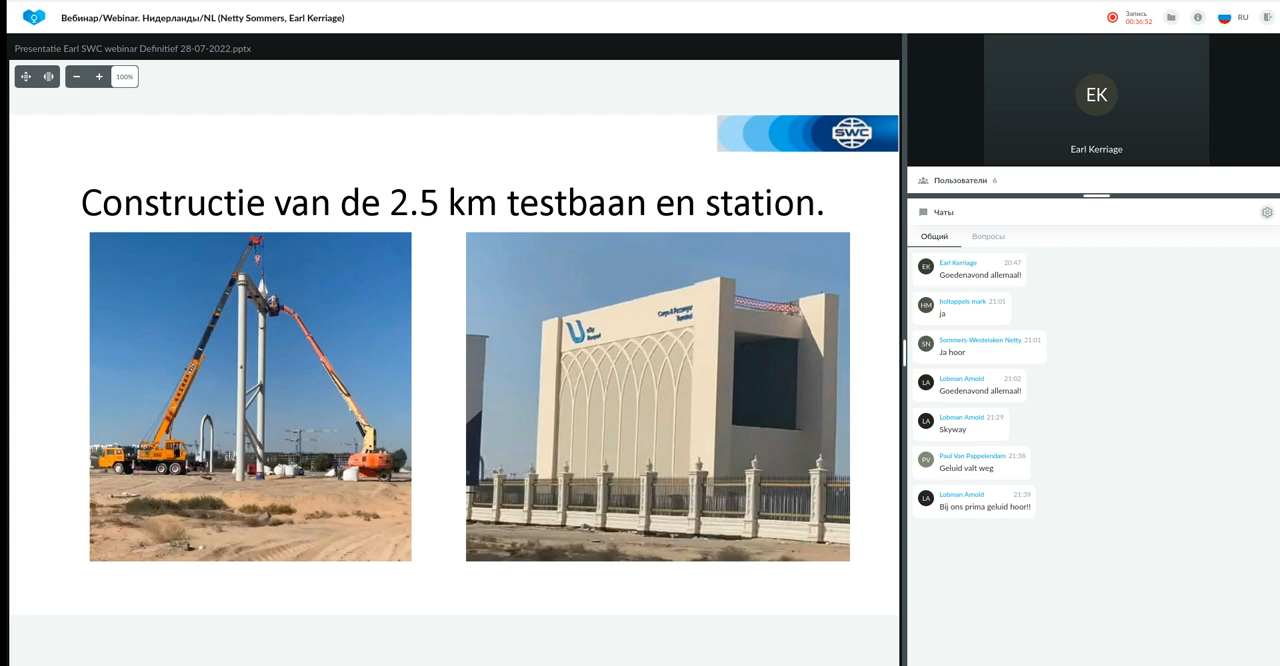 Вебинар/Webinar. Нидерланды/NL (Netty Sommers, Earl Kerriage)
Запись
00:36:52
RU
Presentatie Earl SWC webinar Definitief 28-07-2022.pptx
100%
SWC
Constructie van de 2.5 km testbaan en station.
uSky
Cargo & Passenger
Terminal
EK
Earl Kerriage
Пользователи 6
Чаты
Общий Вопросы
EK Earl Kerriage 20:47
Goedenavond allemaal!
HM holtappels mark 21:01
ja
SN Sommers-Westelaken Netty 21:01
Ja hoor
LA Lobman Arnold 21:02
Goedenavond allemaal!
LA Lobman Arnold 21:29
Skyway
PV Paul Van Pappelendam 21:38
Geluid valt weg
LA Lobman Arnold 21:39
Bij ons prima geluid hoor!!